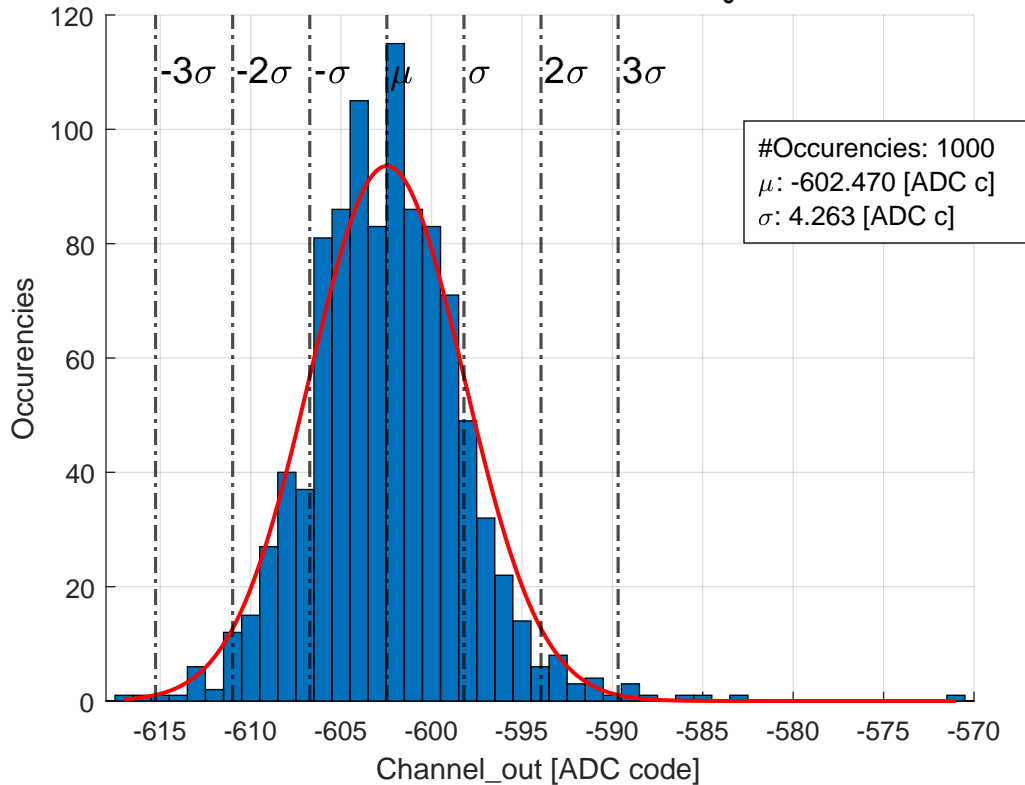 120
100
80
60
40
20
0
Occurencies
-3σ -2σ -σ μ σ 2σ 3σ
#Occurencies: 1000
μ: -602.470 [ADC c]
σ: 4.263 [ADC c]
-615 -610 -605 -600 -595 -590 -585 -580 -575 -570
Channel_out [ADC code]